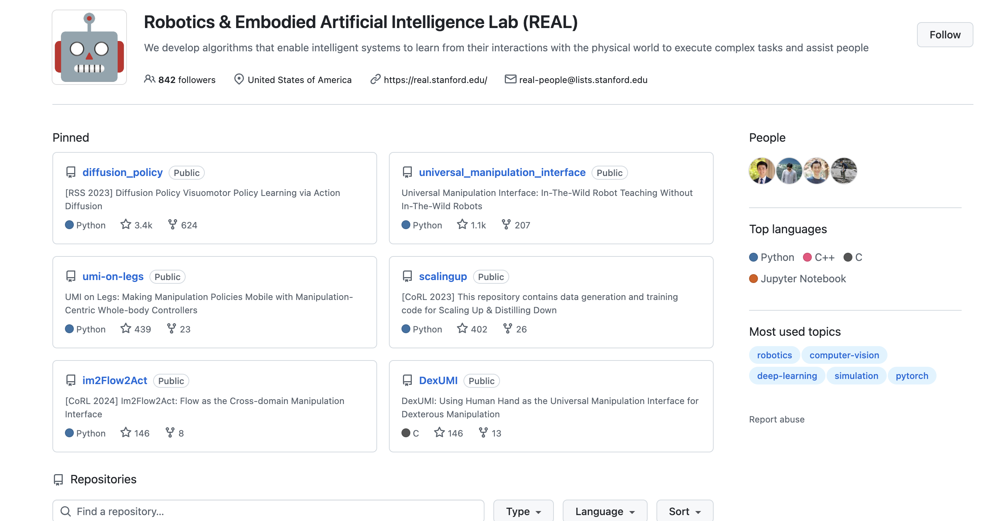 Robotics & Embodied Artificial Intelligence Lab (REAL)
Follow
We develop algorithms that enable intelligent systems to learn from their interactions with the physical world to execute complex tasks and assist people
842 followers United States of America https://real.stanford.edu/ real-people@lists.stanford.edu
Pinned
diffusion_policy Public
[RSS 2023] Diffusion Policy Visuomotor Policy Learning via Action
Diffusion
Python 3.4k 624
universal_manipulation_interface Public
Universal Manipulation Interface: In-The-Wild Robot Teaching Without
In-The-Wild Robots
Python 1.1k 207
umi-on-legs Public
UMI on Legs: Making Manipulation Policies Mobile with Manipulation-
Centric Whole-body Controllers
Python 439 23
scalingup Public
[CoRL 2023] This repository contains data generation and training
code for Scaling Up & Distilling Down
Python 402 26
im2Flow2Act Public
[CoRL 2024] Im2Flow2Act: Flow as the Cross-domain Manipulation
Interface
Python 146 8
DexUMI Public
DexUMI: Using Human Hand as the Universal Manipulation Interface for
Dexterous Manipulation
C 146 13
Repositories
Find a repository...
Type Language Sort
People
Top languages
Python C++ C
Jupyter Notebook
Most used topics
robotics computer-vision
deep-learning simulation pytorch
Report abuse